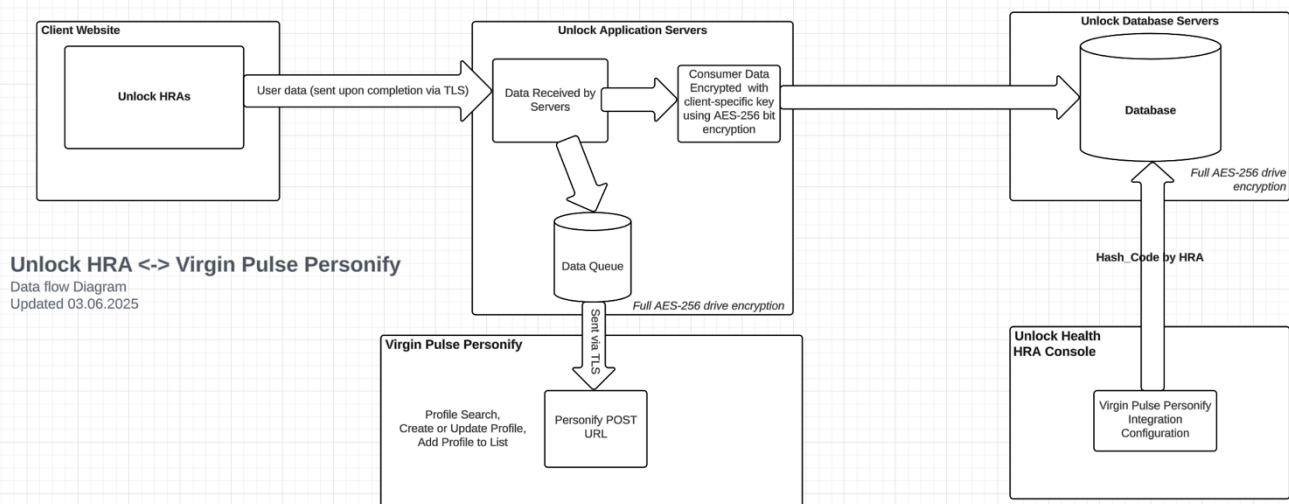 Client Website
Unlock HRAs
User data (sent upon completion via TLS)
Unlock Application Servers
Data Received by
Servers
Consumer Data
Encrypted with
client-specific key
using AES-256 bit
encryption
Data Queue
Full AES-256 drive encryption
Unlock Database Servers
Database
Full AES-256 drive
encryption
Unlock HRA <-> Virgin Pulse Personify
Data flow Diagram
Updated 03.06.2025
Sent via TLS
Virgin Pulse Personify
Profile Search,
Create or Update Profile,
Add Profile to List
Personify POST
URL
Hash_Code by HRA
Unlock Health
HRA Console
Virgin Pulse Personify
Integration
Configuration